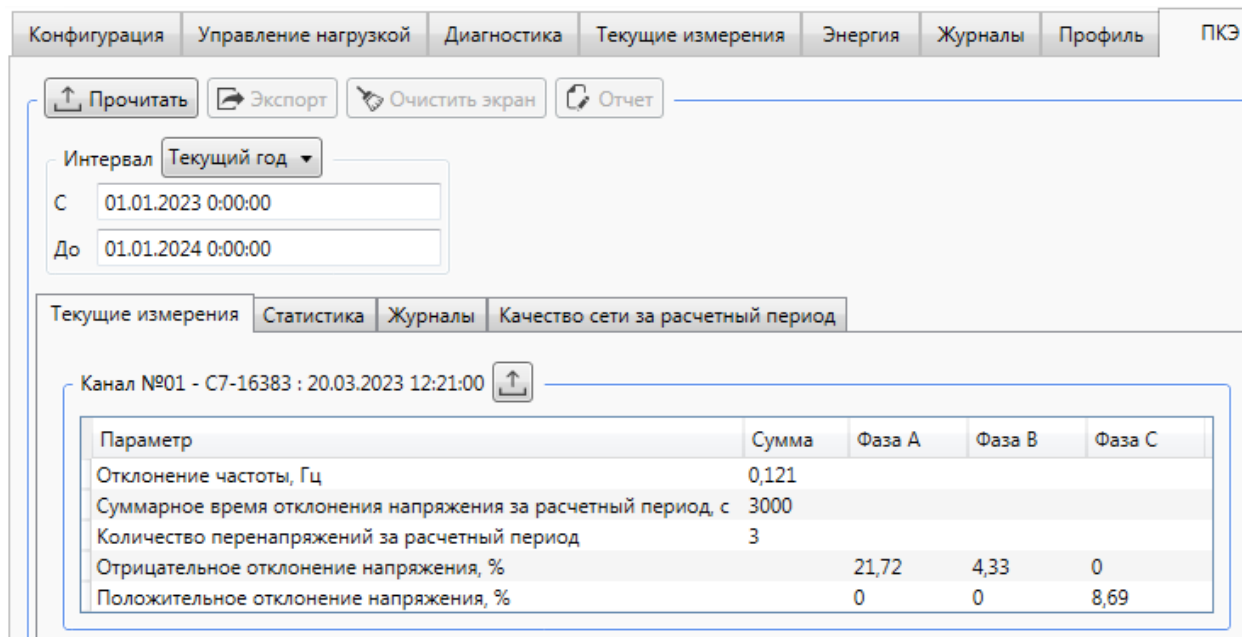 Конфигурация Управление нагрузкой Диагностика Текущие измерения Энергия Журналы Профиль ПКЭ
Прочитать Экспорт Очистить экран Отчет
Интервал Текущий год
С 01.01.2023 0:00:00
До 01.01.2024 0:00:00
Текущие измерения Статистика Журналы Качество сети за расчетный период
Канал №01 - С7-16383 : 20.03.2023 12:21:00
Параметр Сумма Фаза А Фаза В Фаза С
Отклонение частоты, Гц 0,121
Суммарное время отклонения напряжения за расчетный период, с 3000
Количество перенапряжений за расчетный период 3
Отрицательное отклонение напряжения, % 21,72 4,33 0
Положительное отклонение напряжения, % 0 0 8,69